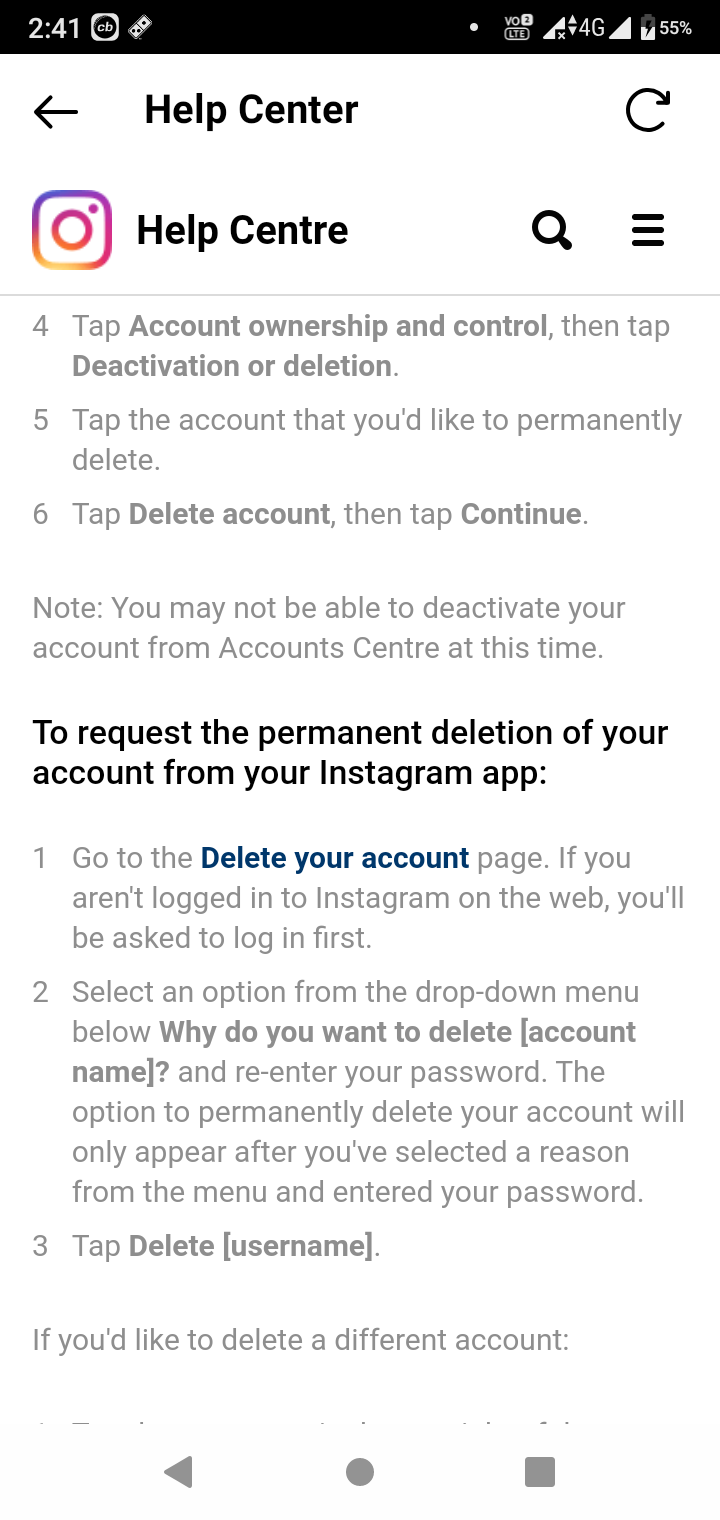 2:41 cb VO 2 LTE 4G 55%
Help Center
Help Centre
4 Tap Account ownership and control, then tap
Deactivation or deletion.
5 Tap the account that you'd like to permanently
delete.
6 Tap Delete account, then tap Continue.
Note: You may not be able to deactivate your
account from Accounts Centre at this time.
To request the permanent deletion of your
account from your Instagram app:
1 Go to the Delete your account page. If you
aren't logged in to Instagram on the web, you'll
be asked to log in first.
2 Select an option from the drop-down menu
below Why do you want to delete [account
name]? and re-enter your password. The
option to permanently delete your account will
only appear after you've selected a reason
from the menu and entered your password.
3 Tap Delete [username].
If you'd like to delete a different account: